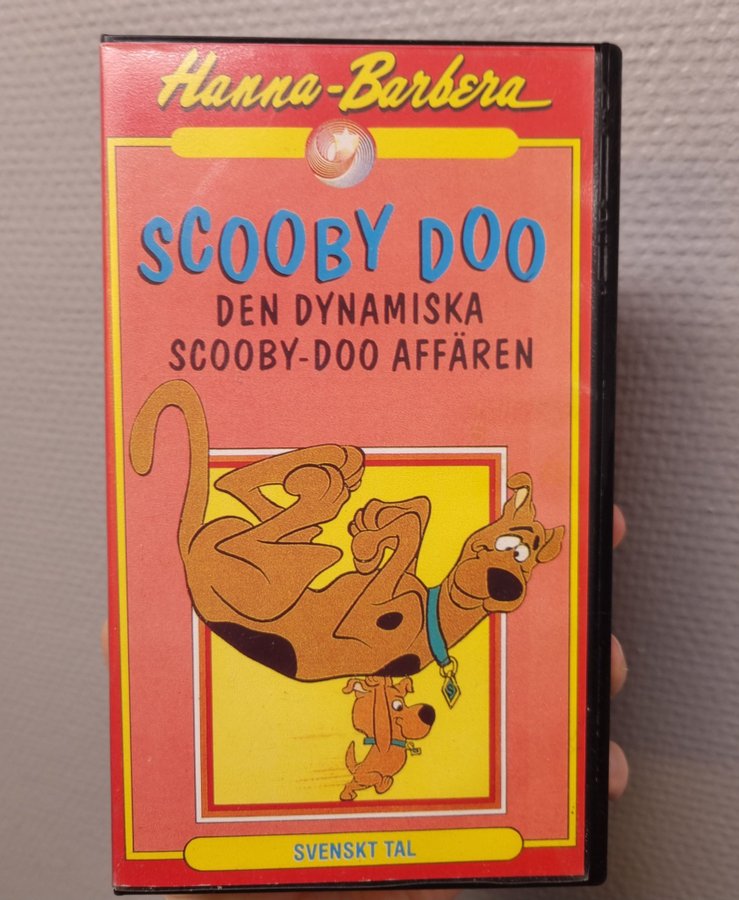 Hanna-Barbera
SCOOBY DOO
DEN DYNAMISKA
SCOOBY-DOO AFFÄREN
S
SVENSKT TAL